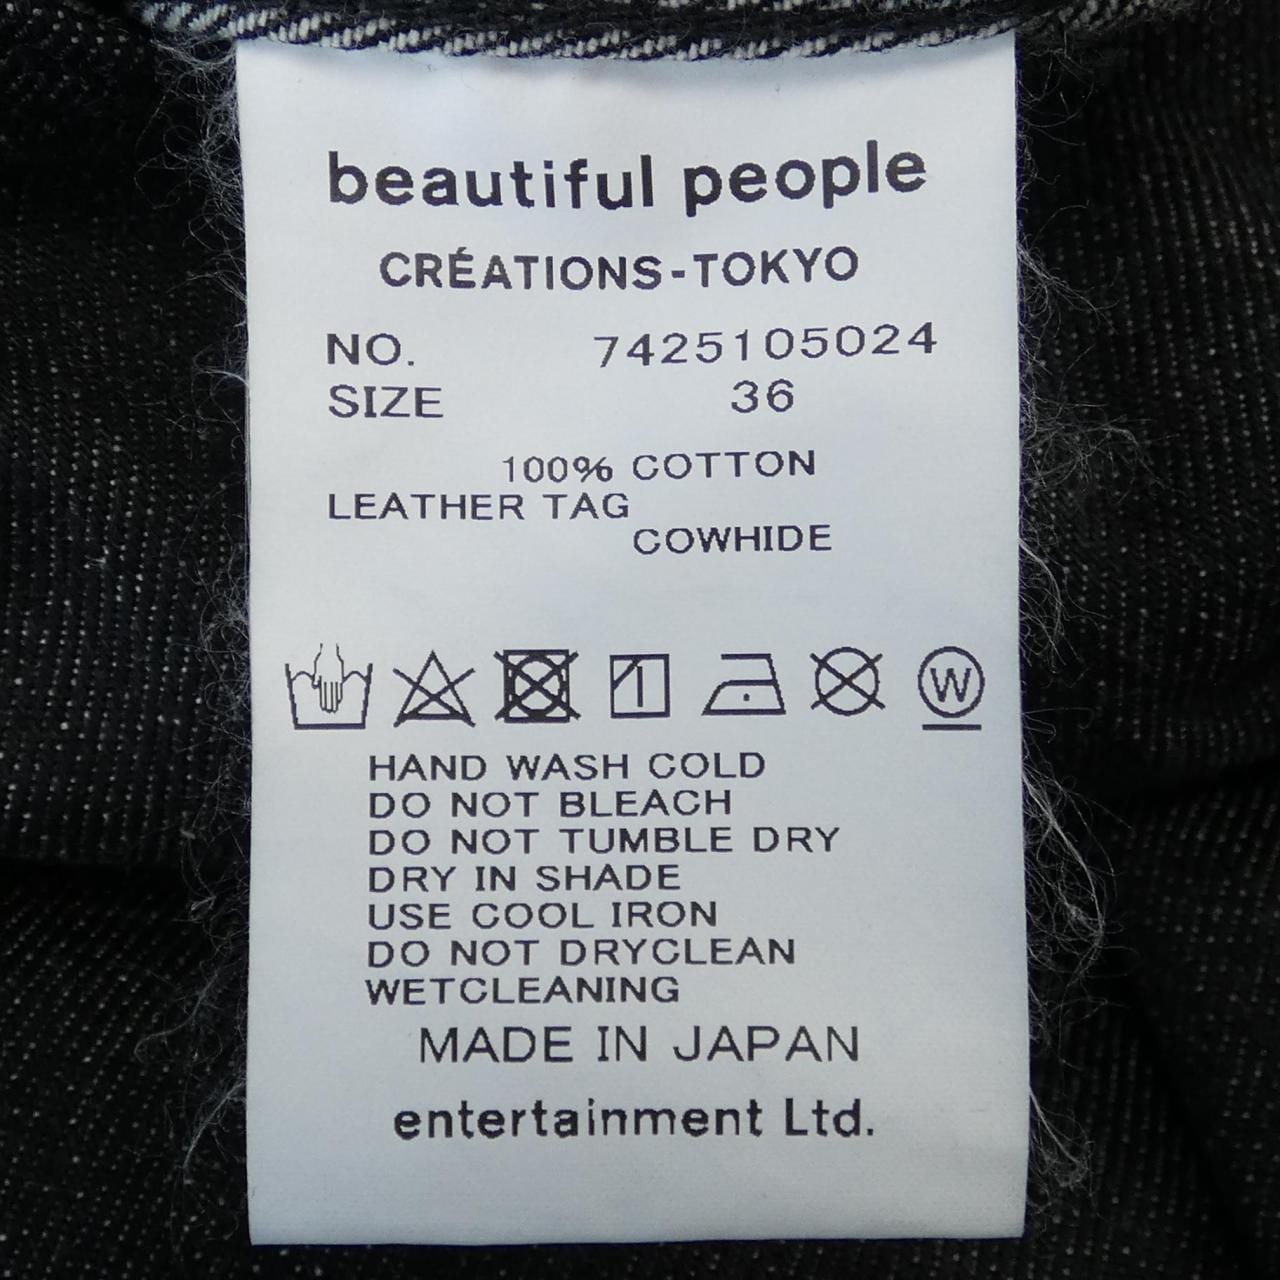 beautiful people
CRÉATIONS-TOKYO
NO. 7425105024
SIZE 36
100% COTTON
LEATHER TAG
COWHIDE
W
HAND WASH COLD
DO NOT BLEACH
DO NOT TUMBLE DRY
DRY IN SHADE
USE COOL IRON
DO NOT DRYCLEAN
WETCLEANING
MADE IN JAPAN
entertainment Ltd.